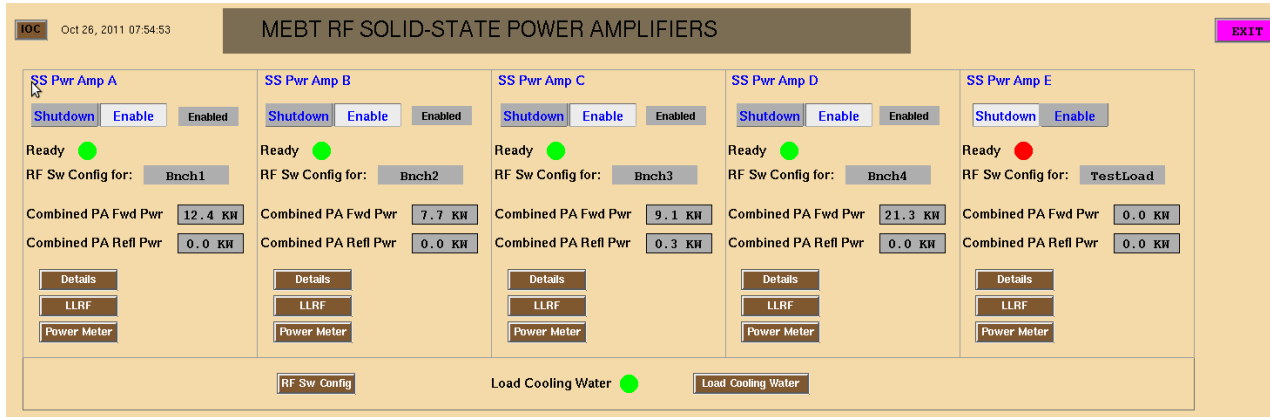 IOC Oct 26, 2011 07:54:53 MEBT RF SOLID-STATE POWER AMPLIFIERS EXIT
SS Pwr Amp A
Shutdown Enable Enabled
Ready
RF Sw Config for: Bnch1
Combined PA Fwd Pwr 12.4 KW
Combined PA Refl Pwr 0.0 KW
Details
LLRF
Power Meter
SS Pwr Amp B
Shutdown Enable Enabled
Ready
RF Sw Config for: Bnch2
Combined PA Fwd Pwr 7.7 KW
Combined PA Refl Pwr 0.0 KW
Details
LLRF
Power Meter
SS Pwr Amp C
Shutdown Enable Enabled
Ready
RF Sw Config for: Bnch3
Combined PA Fwd Pwr 9.1 KW
Combined PA Refl Pwr 0.3 KW
Details
LLRF
Power Meter
SS Pwr Amp D
Shutdown Enable Enabled
Ready
RF Sw Config for: Bnch4
Combined PA Fwd Pwr 21.3 KW
Combined PA Refl Pwr 0.0 KW
Details
LLRF
Power Meter
SS Pwr Amp E
Shutdown Enable
Ready
RF Sw Config for: TestLoad
Combined PA Fwd Pwr 0.0 KW
Combined PA Refl Pwr 0.0 KW
Details
LLRF
Power Meter
RF Sw Config Load Cooling Water Load Cooling Water